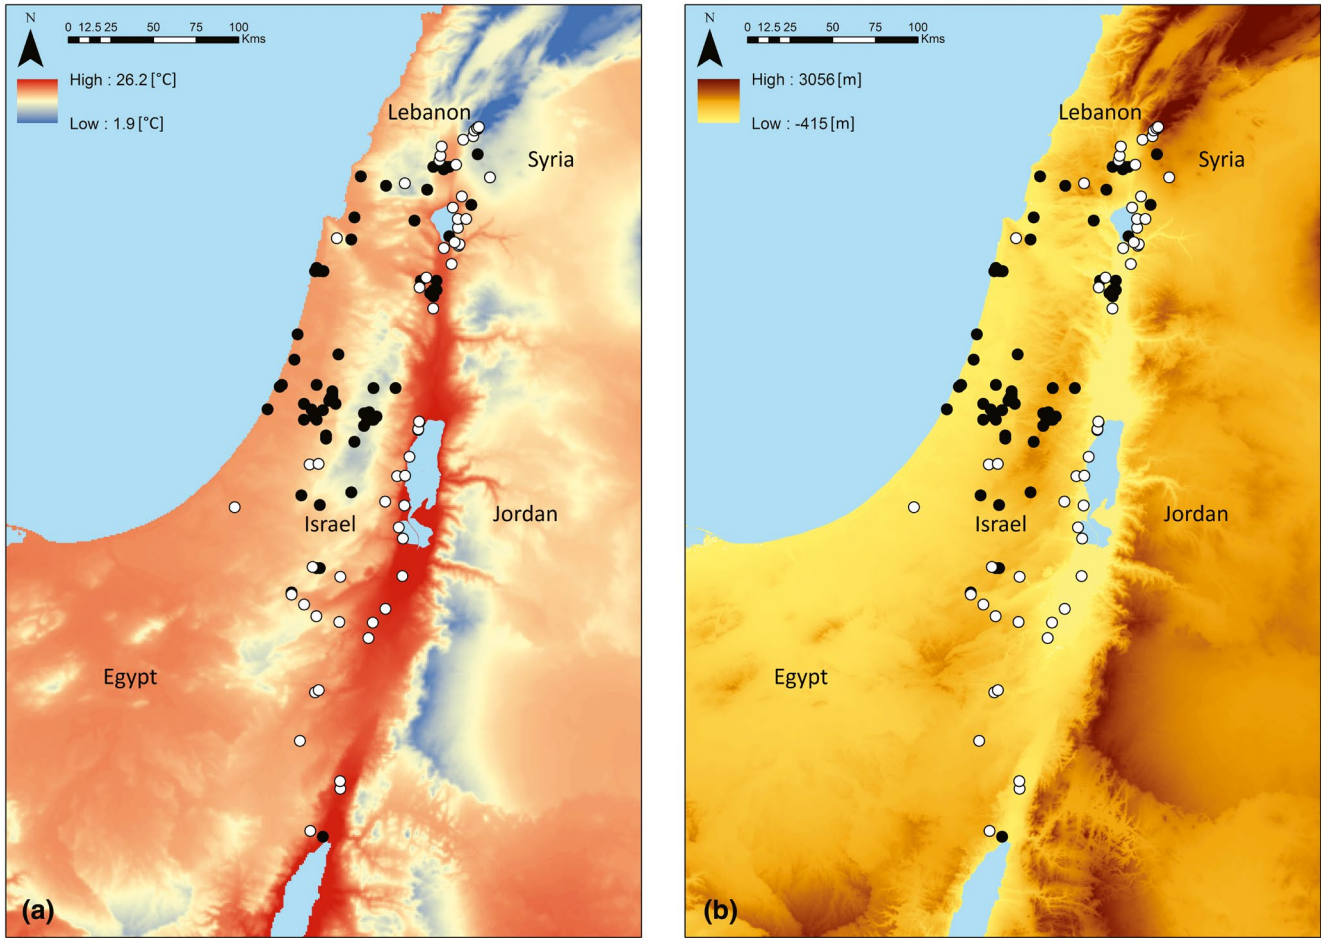 N
0 12.5 25 50 75 100
Kms
High : 26.2 [°C]
Low : 1.9 [°C]
Lebanon
Syria
Israel
Jordan
Egypt
(a)
N
0 12.5 25 50 75 100
Kms
High : 3056 [m]
Low : -415 [m]
Lebanon
Syria
Israel
Jordan
Egypt
(b)